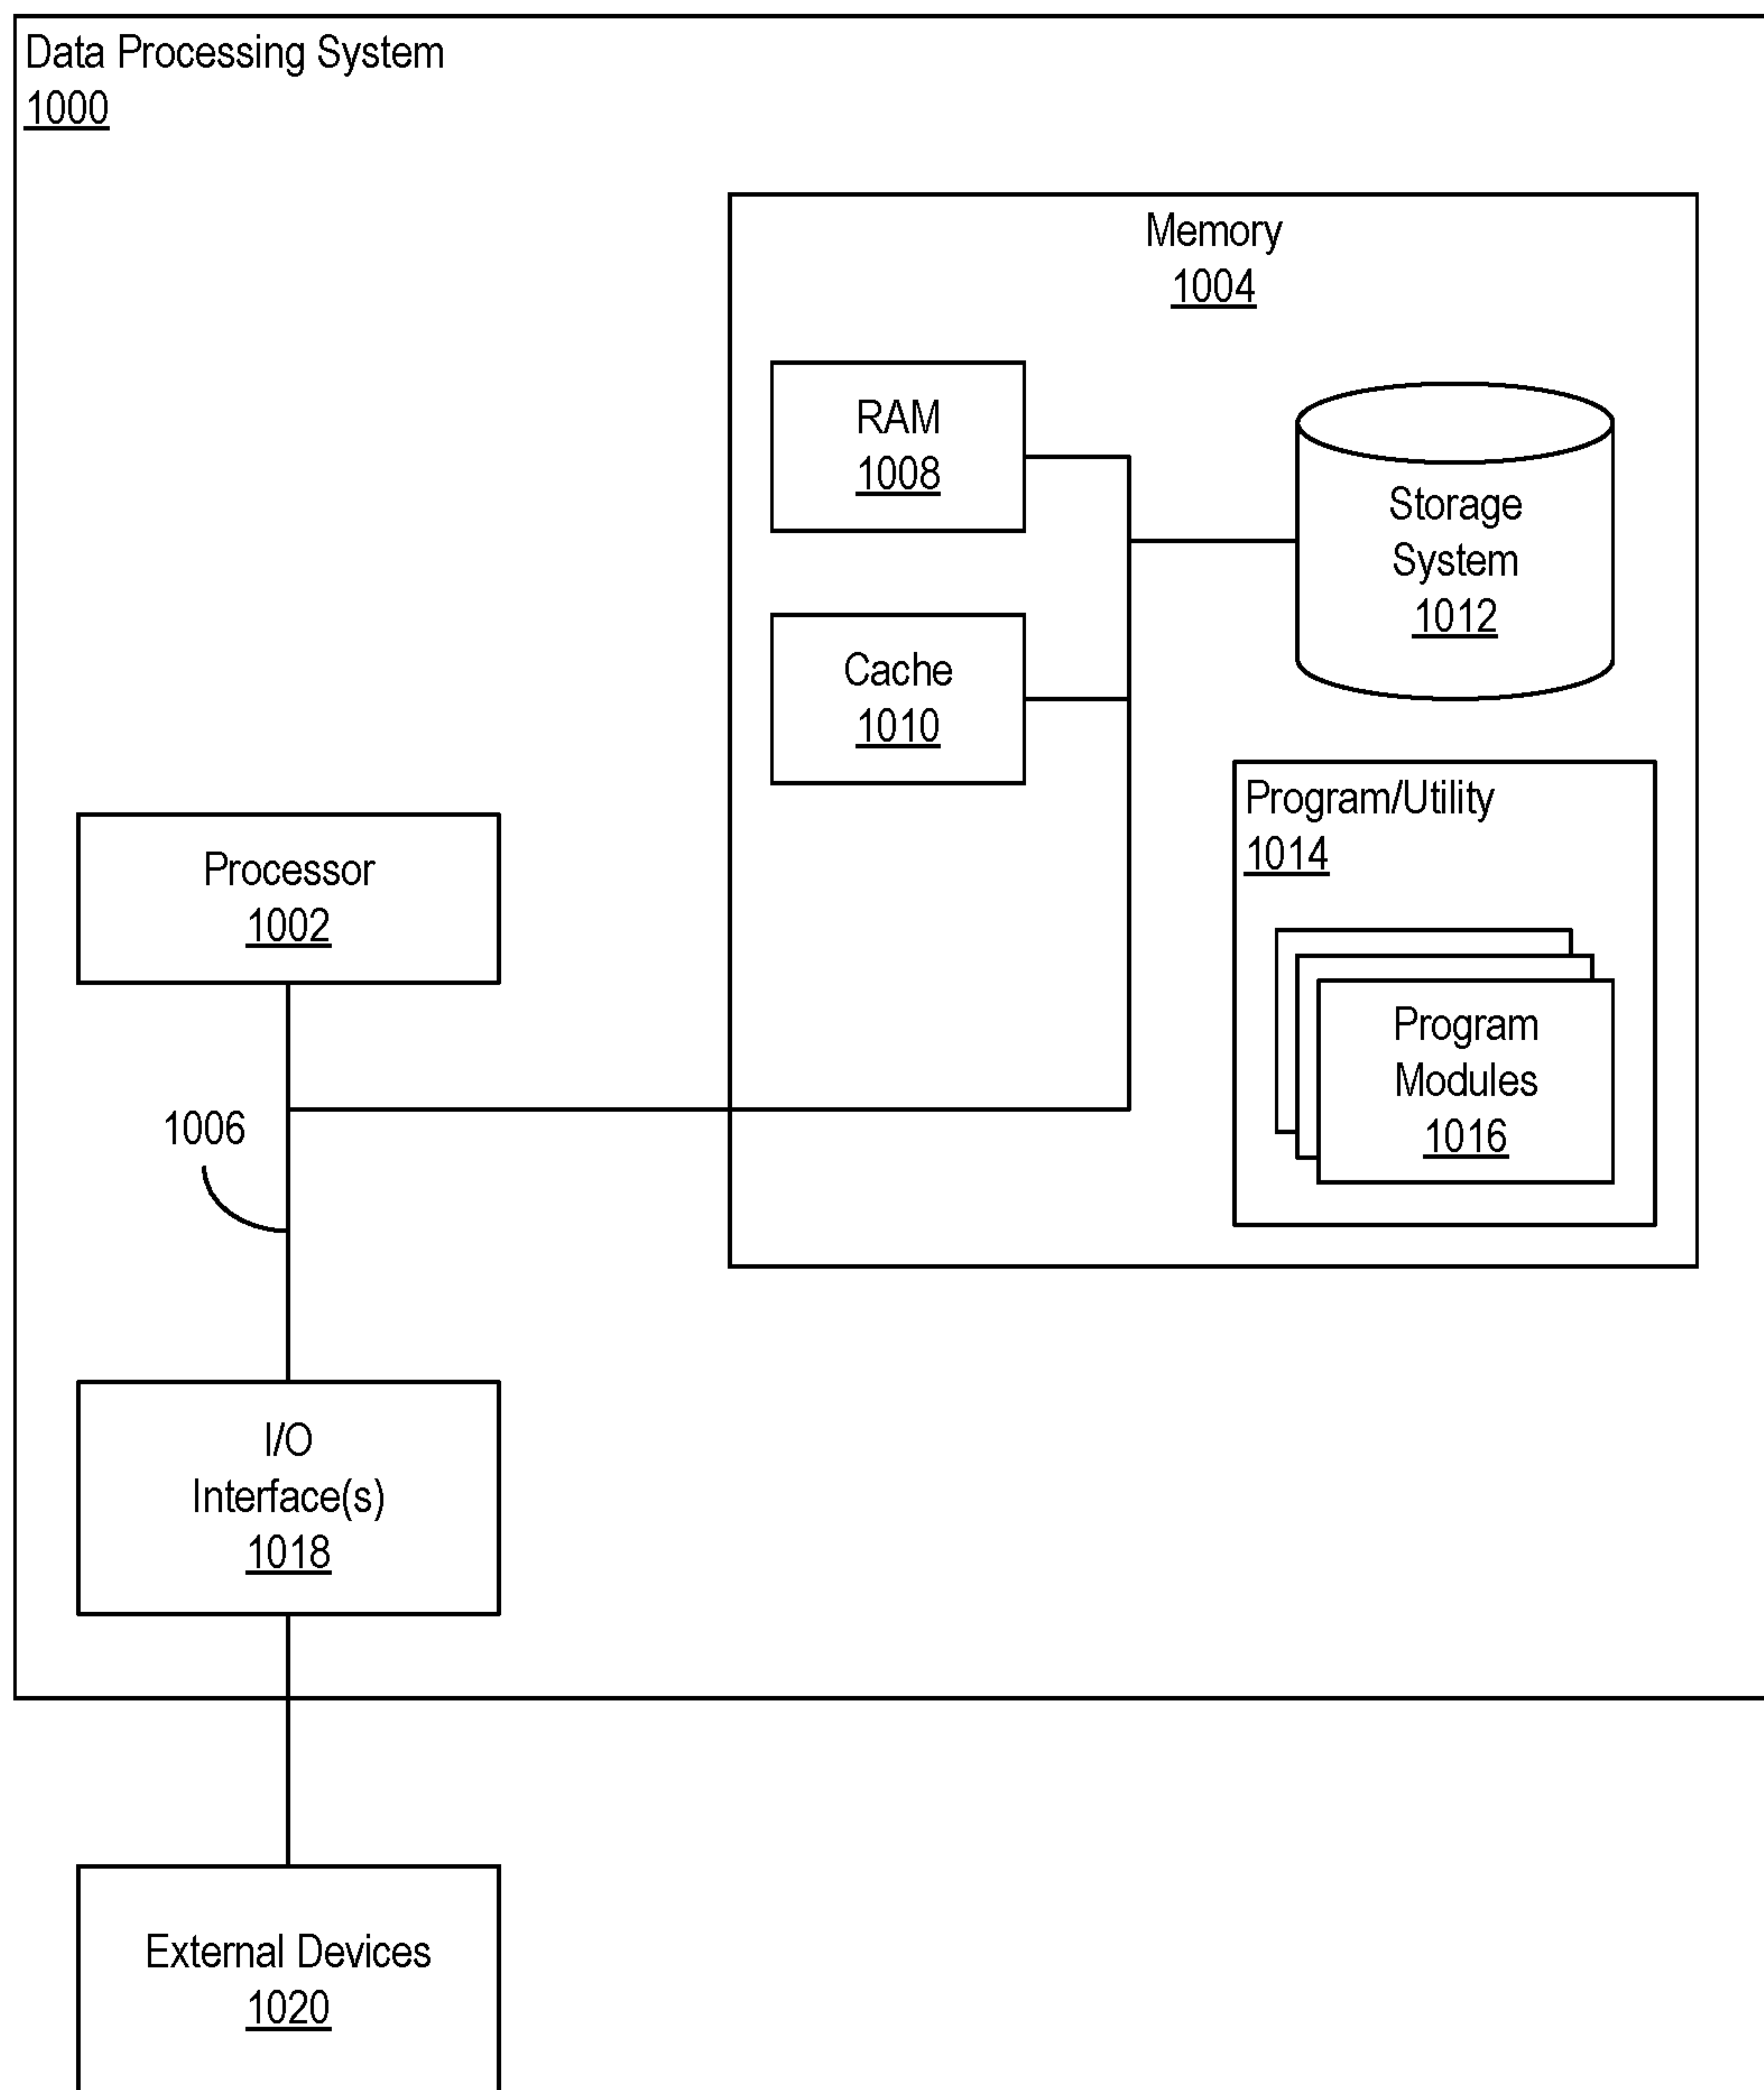 Data Processing System
1000
Memory
1004
RAM
1008
Storage
System
1012
Cache
1010
Program/Utility
1014
Processor
1002
Program
Modules
1016
1006
I/O
Interface(s)
1018
External Devices
1020